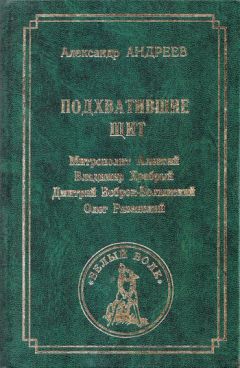 Александр АНДРЕЕВ
ПОДХВАТИВШИЕ
ЩИТ
Митрополит Алексий
Владимир Храбрый
Дмитрий Боброк-Волынский
Олег Рязанский
«БЕЛЫЙ ВОЛК»